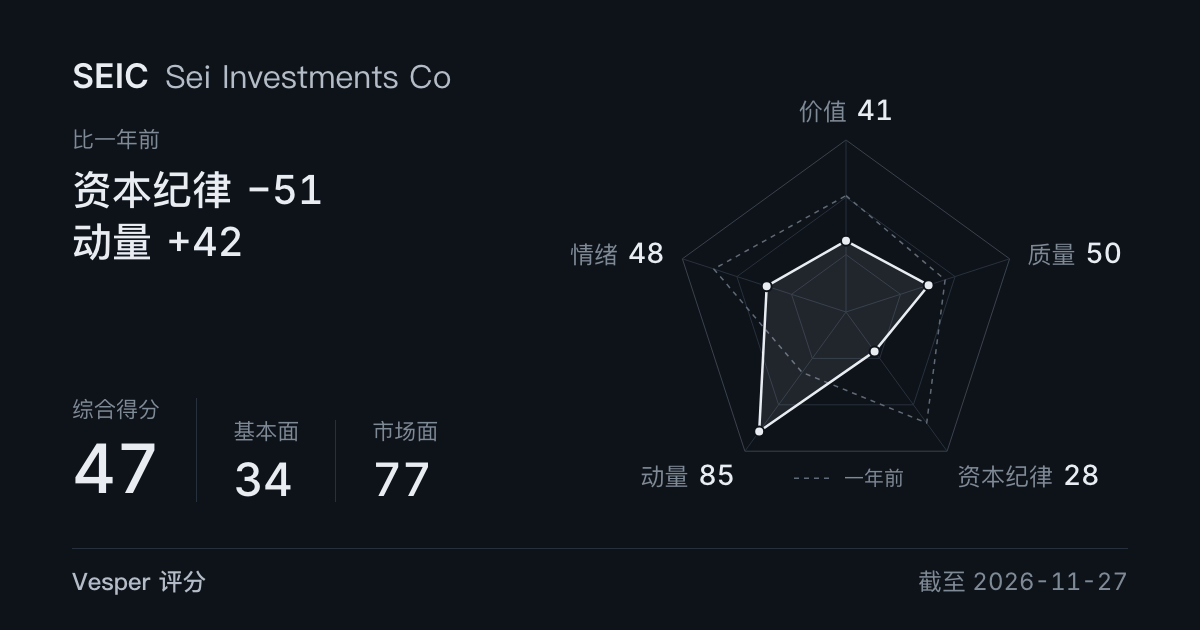 SEIC Sei Investments Co
比一年前
资本纪律 −51
动量 +42
综合得分
47
基本面
34
市场面
77
价值 41
质量 50
情绪 48
动量 85
一年前
资本纪律 28
Vesper 评分
截至 2026-11-27